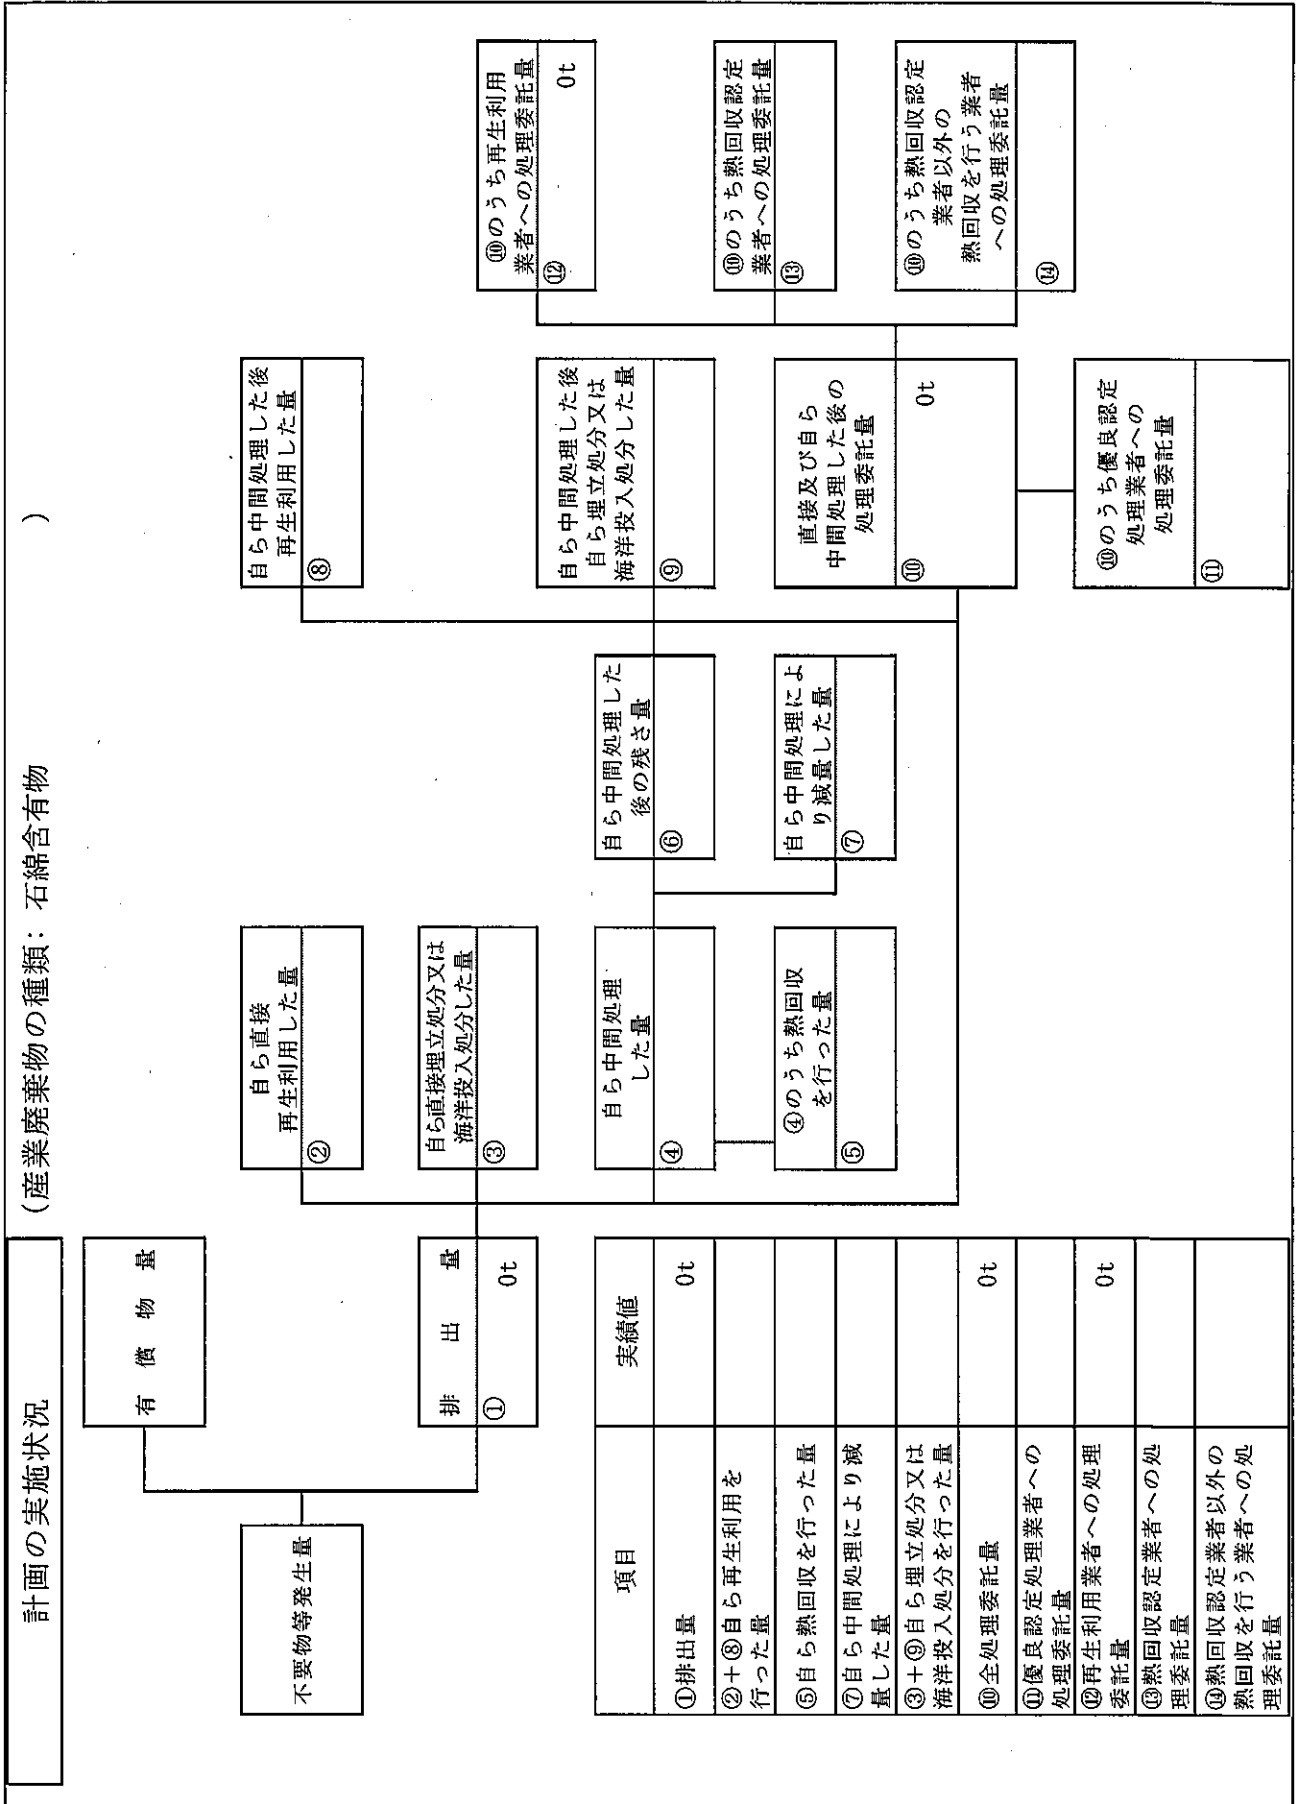 計画の実施状況
(産業廃棄物の種類：石綿含有物　　　　)
不要物等発生量
有償物量
排出量
①
0t
自ら直接
再生利用した量
②
自ら直接埋立処分又は
海洋投入処分した量
③
自ら中間処理
した量
④
④のうち熱回収
を行った量
⑤
自ら中間処理した
後の残さ量
⑥
自ら中間処理によ
り減量した量
⑦
自ら中間処理した後
再生利用した量
⑧
自ら中間処理した後
自ら埋立処分又は
海洋投入処分した量
⑨
直接及び自ら
中間処理した後の
処理委託量
⑩
0t
⑩のうち優良認定
処理業者への
処理委託量
⑪
⑩のうち再生利用
業者への処理委託量
⑫
0t
⑩のうち熱回収認定
業者への処理委託量
⑬
⑩のうち熱回収認定
業者以外の
熱回収を行う業者
への処理委託量
⑭
項目
実績値
①排出量
0t
②＋⑧自ら再生利用を
行った量
⑤自ら熱回収を行った量
⑦自ら中間処理により減
量した量
③＋⑨自ら埋立処分又は
海洋投入処分を行った量
⑩全処理委託量
0t
⑪優良認定処理業者への
処理委託量
⑫再生利用業者への処理
委託量
0t
⑬熱回収認定業者への処
理委託量
⑭熱回収認定業者以外の
熱回収を行う業者への処
理委託量